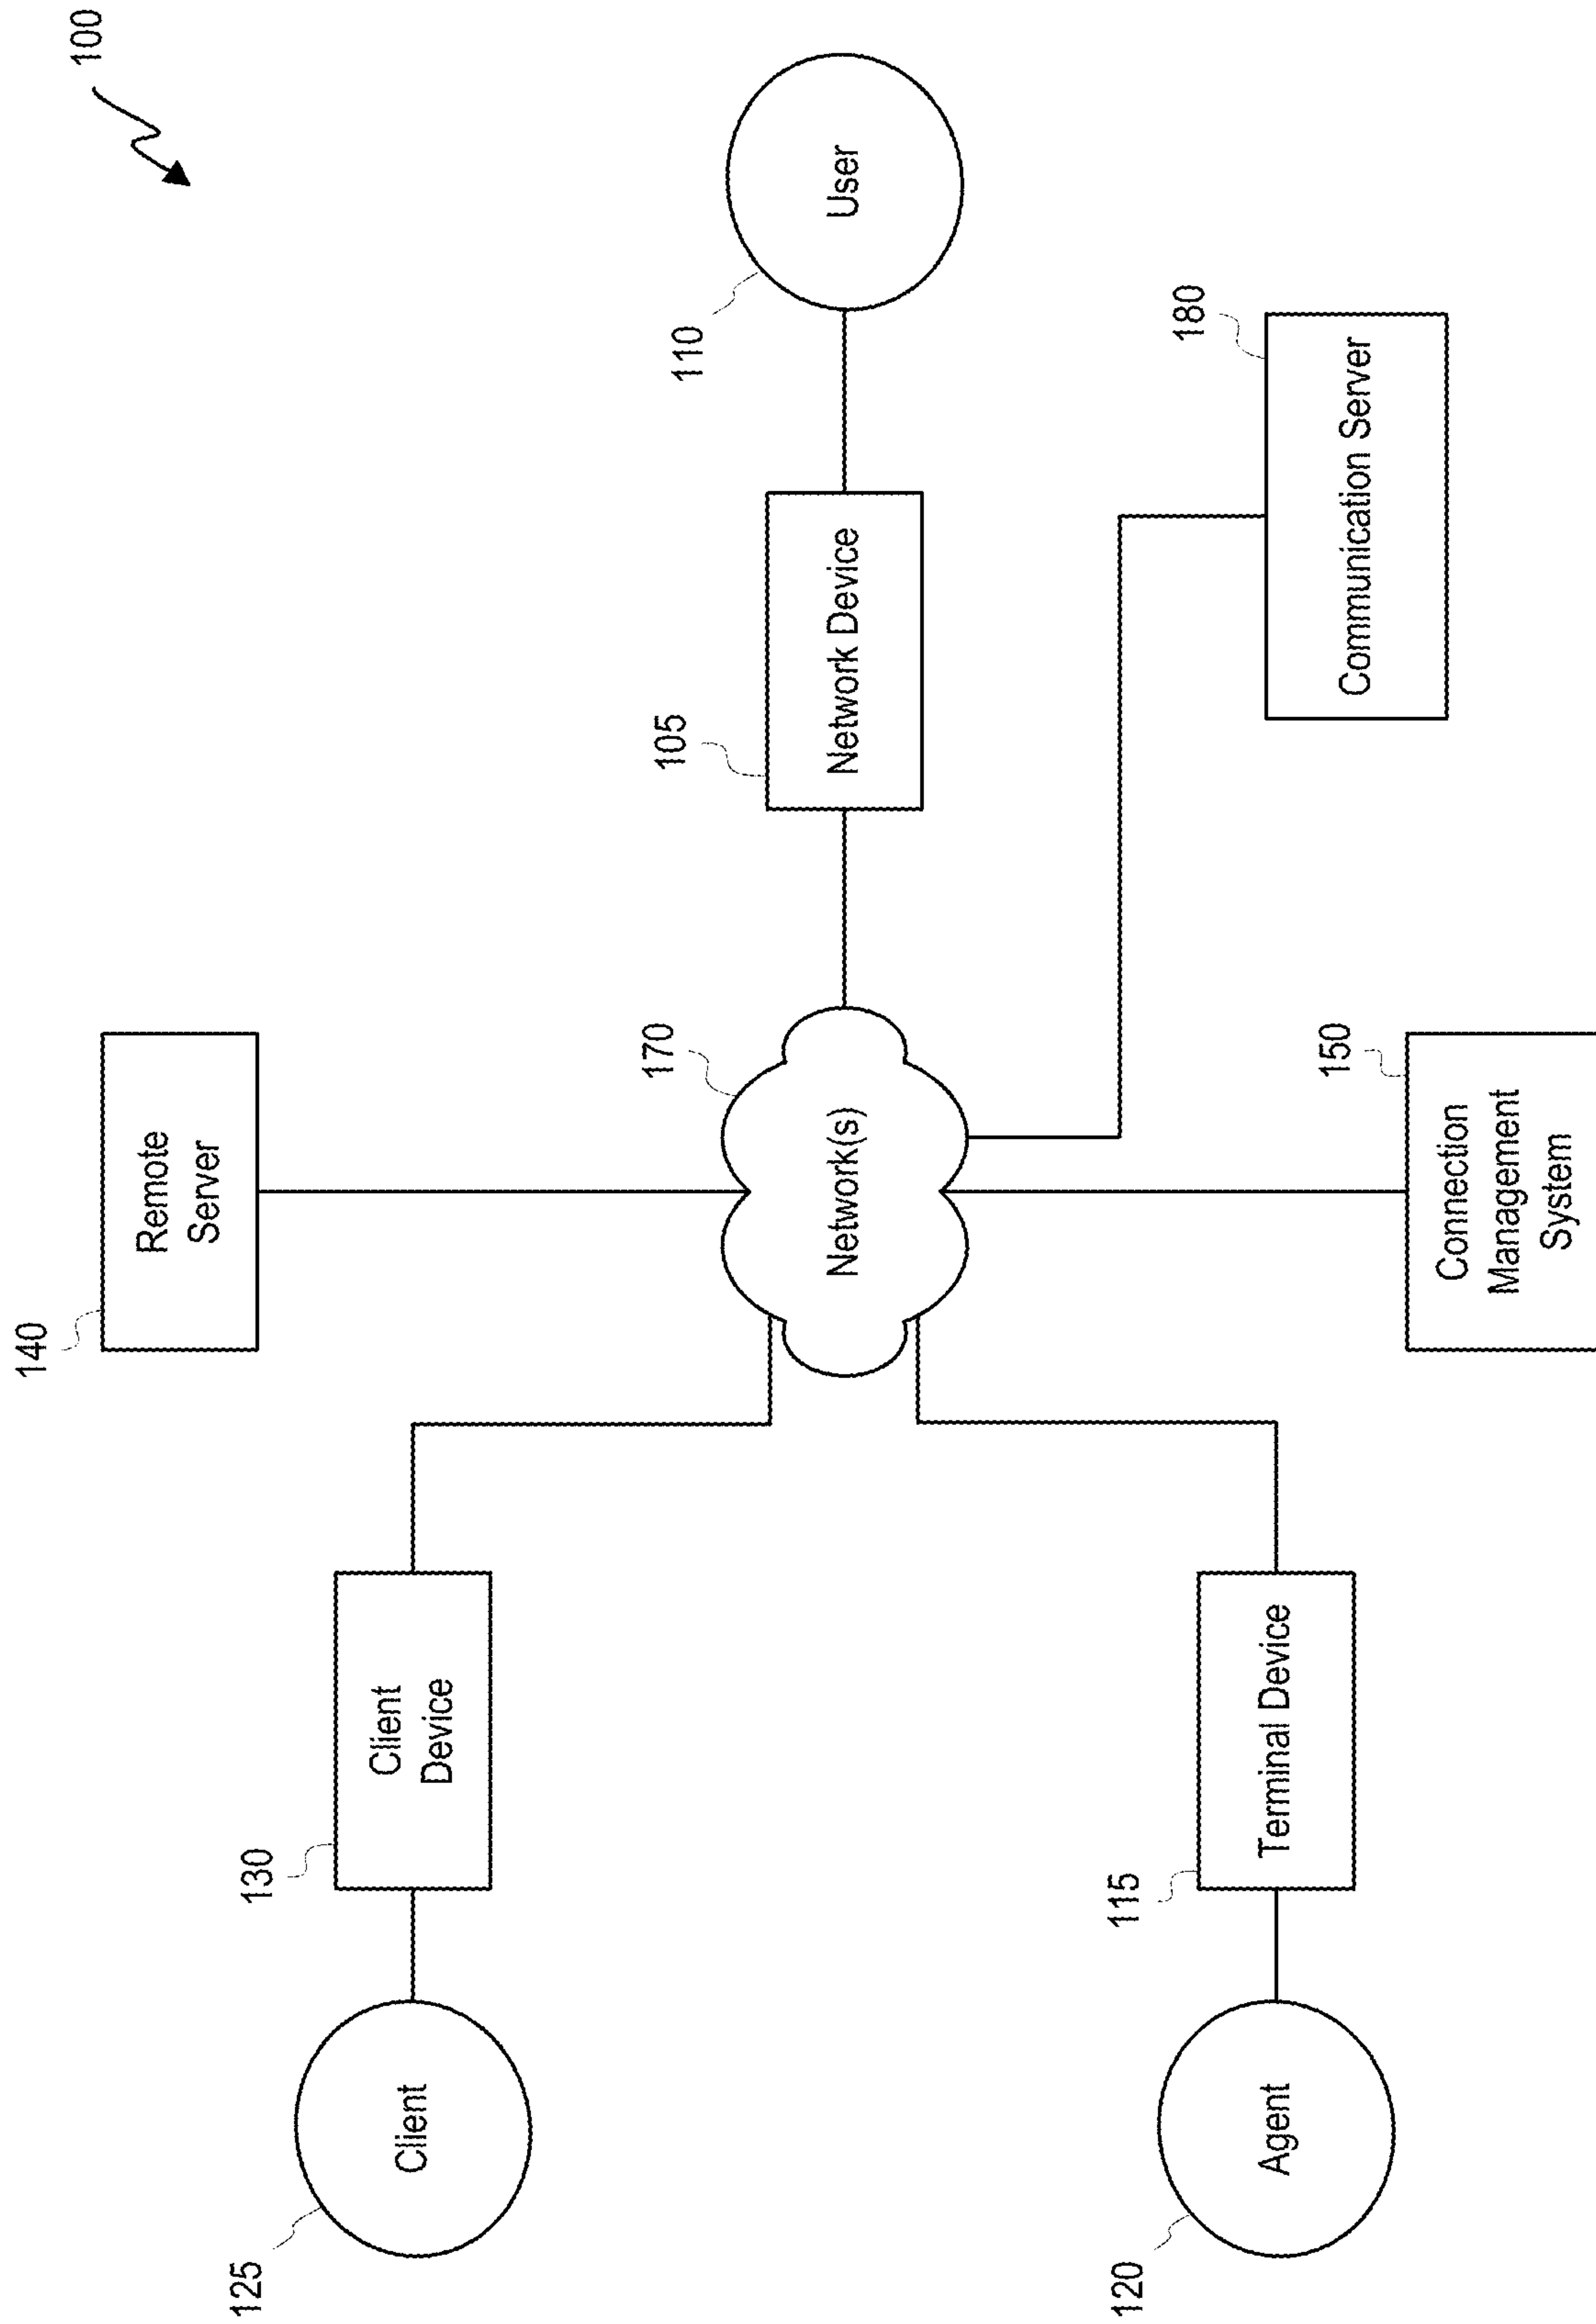 100
140
Remote
Server
125
Client
130
Client
Device
170
Network(s)
105
Network Device
110
User
120
Agent
115
Terminal Device
150
Connection
Management
System
180
Communication Server